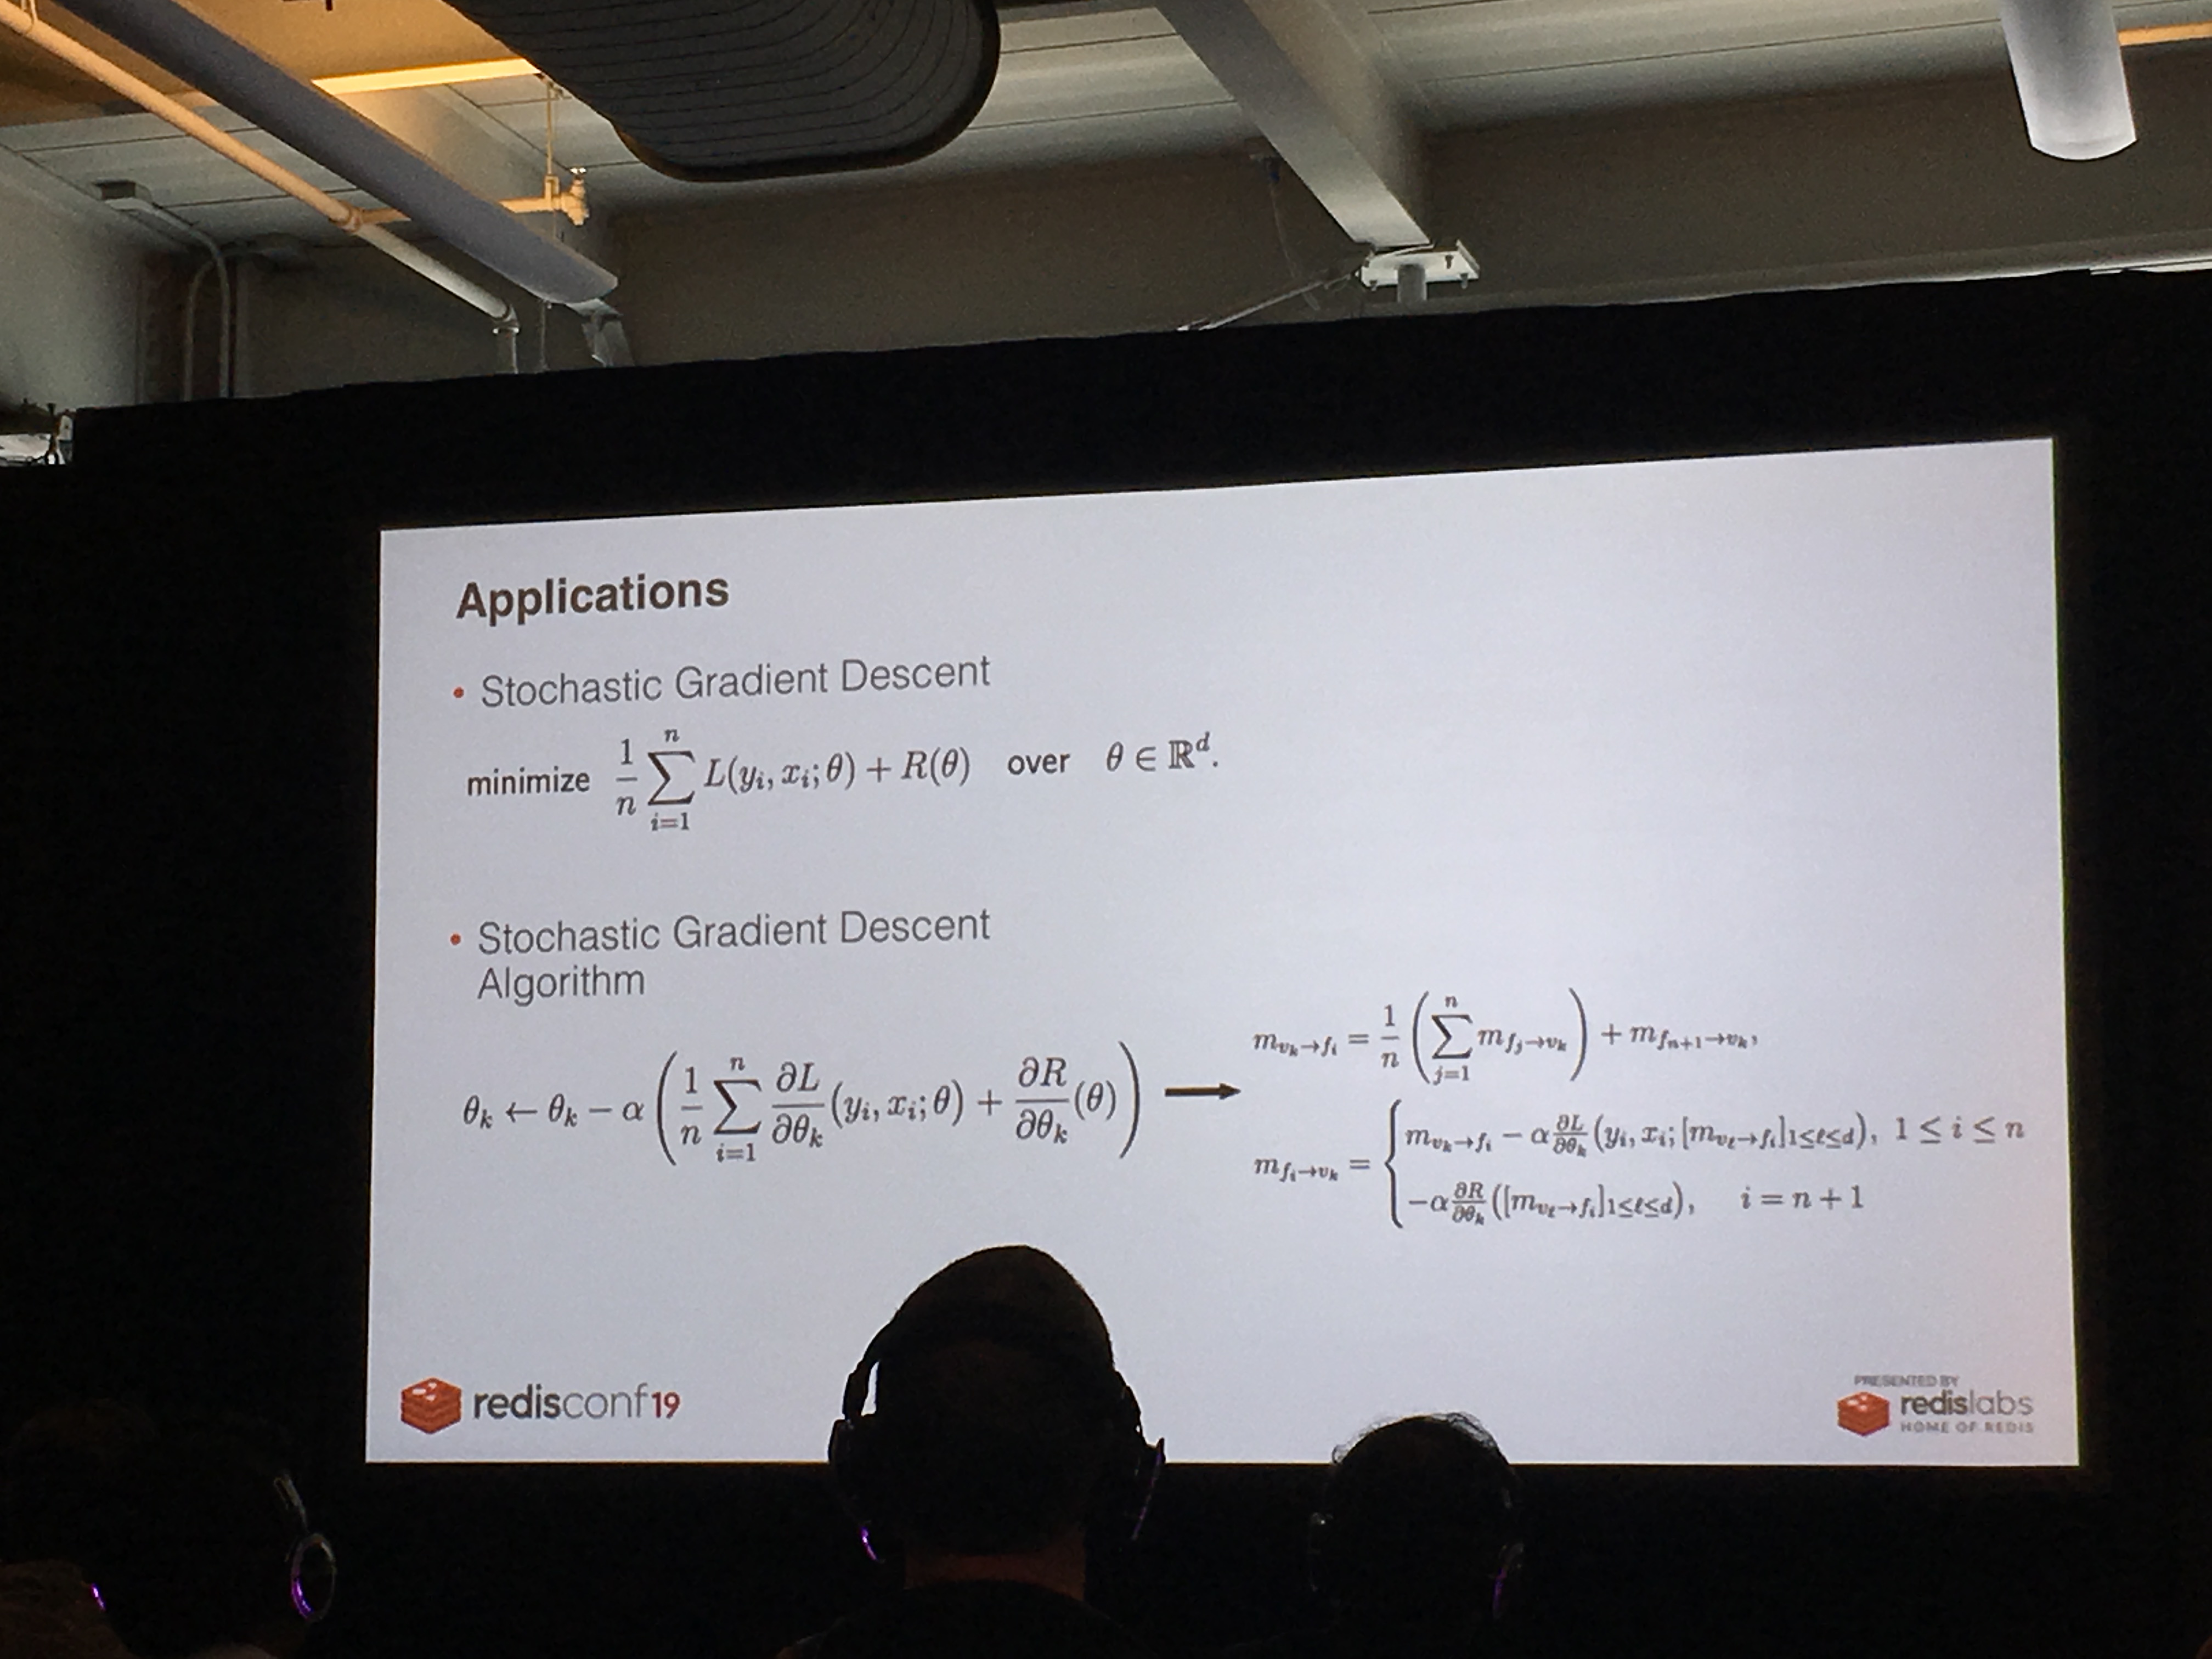 Applications
• Stochastic Gradient Descent
minimize $\frac{1}{n}\sum_{i=1}^{n} L(y_i, x_i; \theta) + R(\theta)$ over $\theta \in \mathbb{R}^d$.
• Stochastic Gradient Descent
Algorithm
$\theta_k \leftarrow \theta_k - \alpha\left(\frac{1}{n}\sum_{i=1}^{n}\frac{\partial L}{\partial \theta_k}(y_i, x_i; \theta) + \frac{\partial R}{\partial \theta_k}(\theta)\right)$ →
$m_{v_k \to f_i} = \frac{1}{n}\left(\sum_{j=1}^{n} m_{f_j \to v_k}\right) + m_{f_{n+1} \to v_k},$
$m_{f_i \to v_k} = \begin{cases} m_{v_k \to f_i} - \alpha\frac{\partial L}{\partial \theta_k}(y_i, x_i; [m_{v_\ell \to f_i}]_{1 \le \ell \le d}), & 1 \le i \le n \\ -\alpha\frac{\partial R}{\partial \theta_k}([m_{v_\ell \to f_i}]_{1 \le \ell \le d}), & i = n+1 \end{cases}$
redisconf19
PRESENTED BY
redislabs
HOME OF REDIS